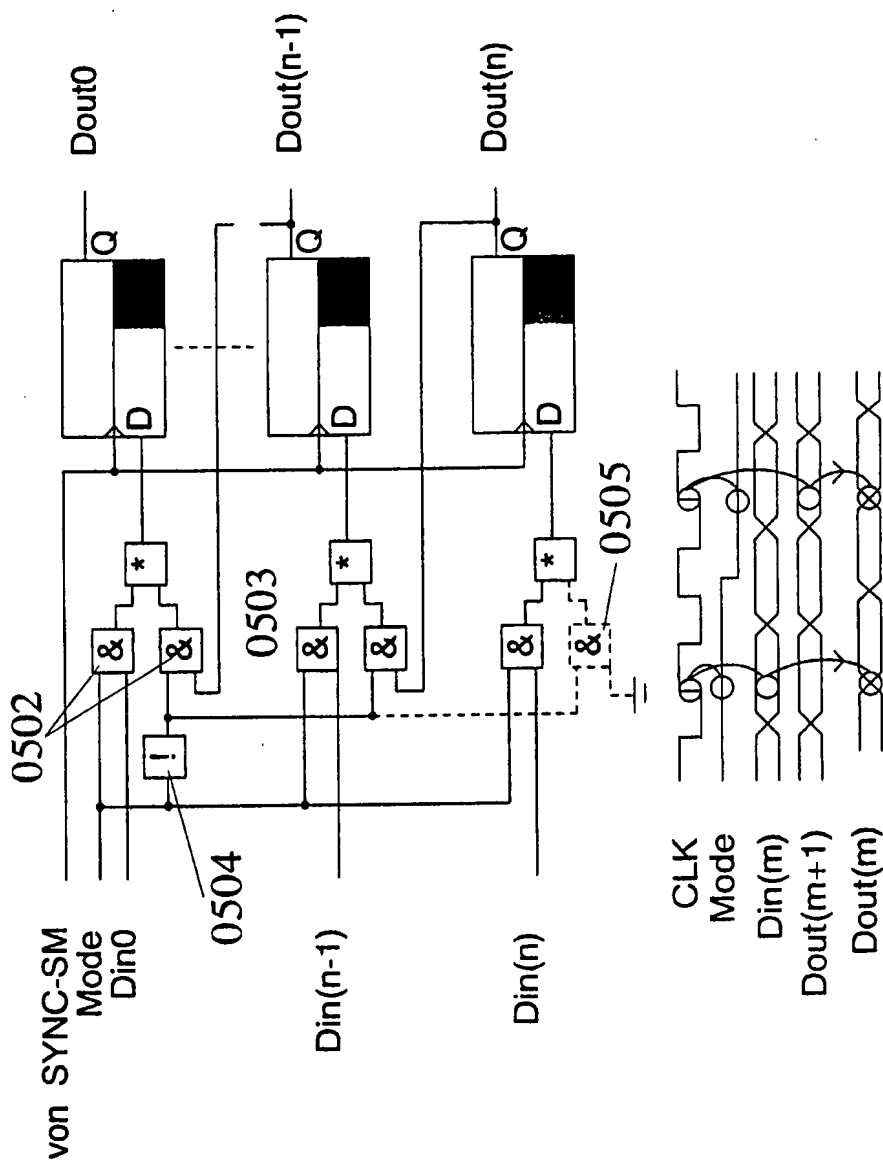 von SYNC-SM
Mode
Din0
0502
0504
!
&
&
*
D
Q
Dout0
Din(n-1)
0503
&
&
*
D
Q
Dout(n-1)
Din(n)
&
&
*
0505
D
Q
Dout(n)
CLK
Mode
Din(m)
Dout(m+1)
Dout(m)